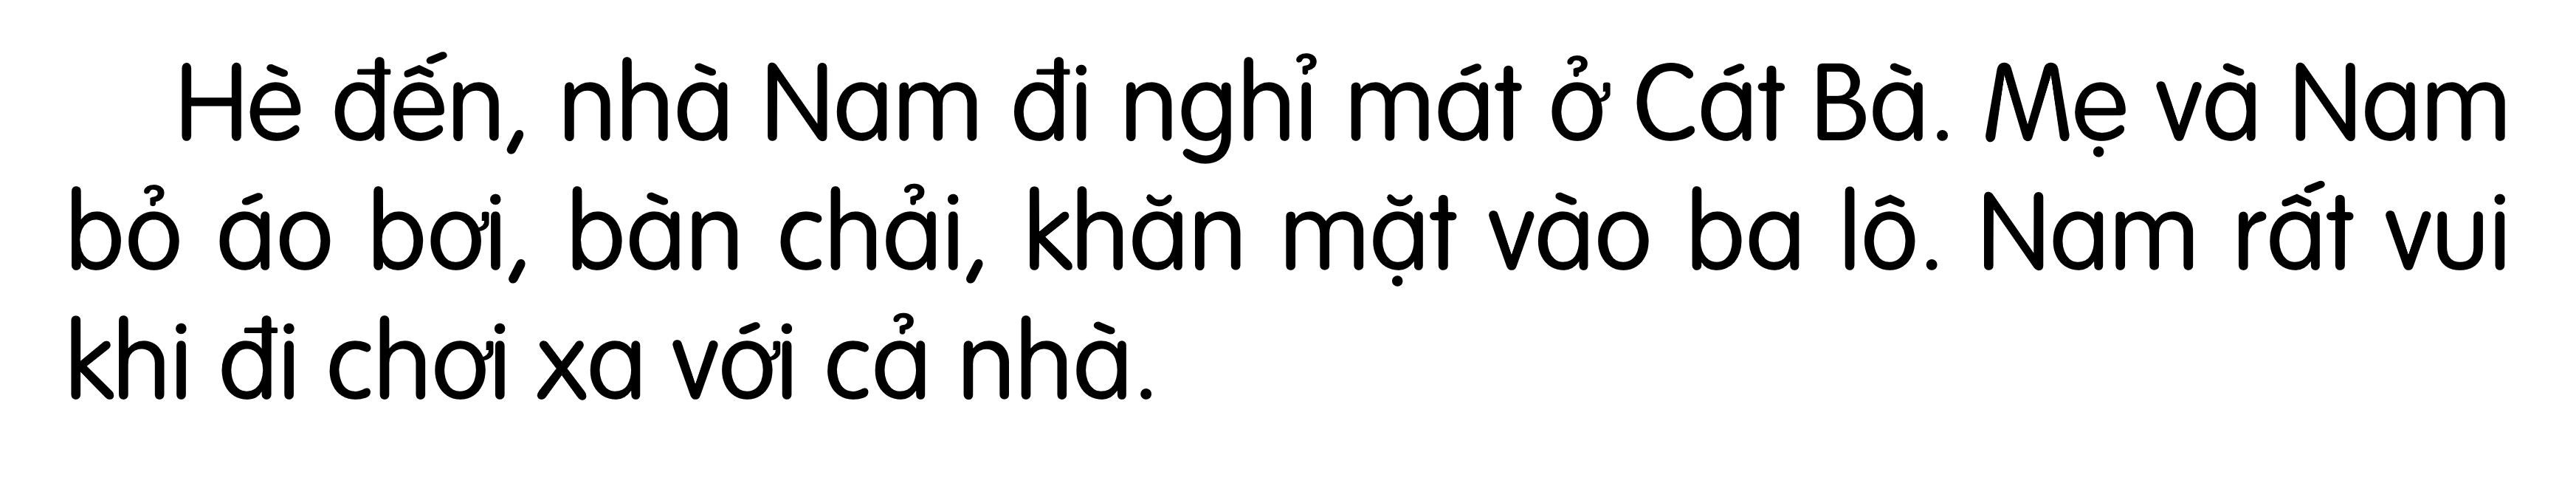 Hè đến, nhà Nam đi nghỉ mát ở Cát Bà. Mẹ và Nam
bỏ áo bơi, bàn chải, khăn mặt vào ba lô. Nam rất vui
khi đi chơi xa với cả nhà.